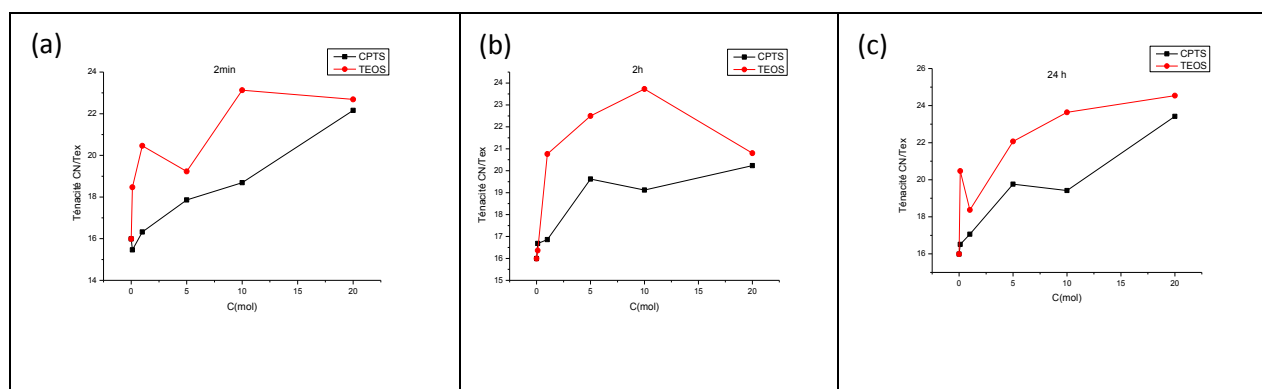 (a)
2min
CPTS
TEOS
Ténacité CN/Tex
24
22
20
18
16
14
0 5 10 15 20
C(mol)
(b)
2h
CPTS
TEOS
Ténacité CN/Tex
24
23
22
21
20
19
18
17
16
15
0 5 10 15 20
C(mol)
(c)
24 h
CPTS
TEOS
Ténacité CN/Tex
26
24
22
20
18
16
0 5 10 15 20
C(mol)